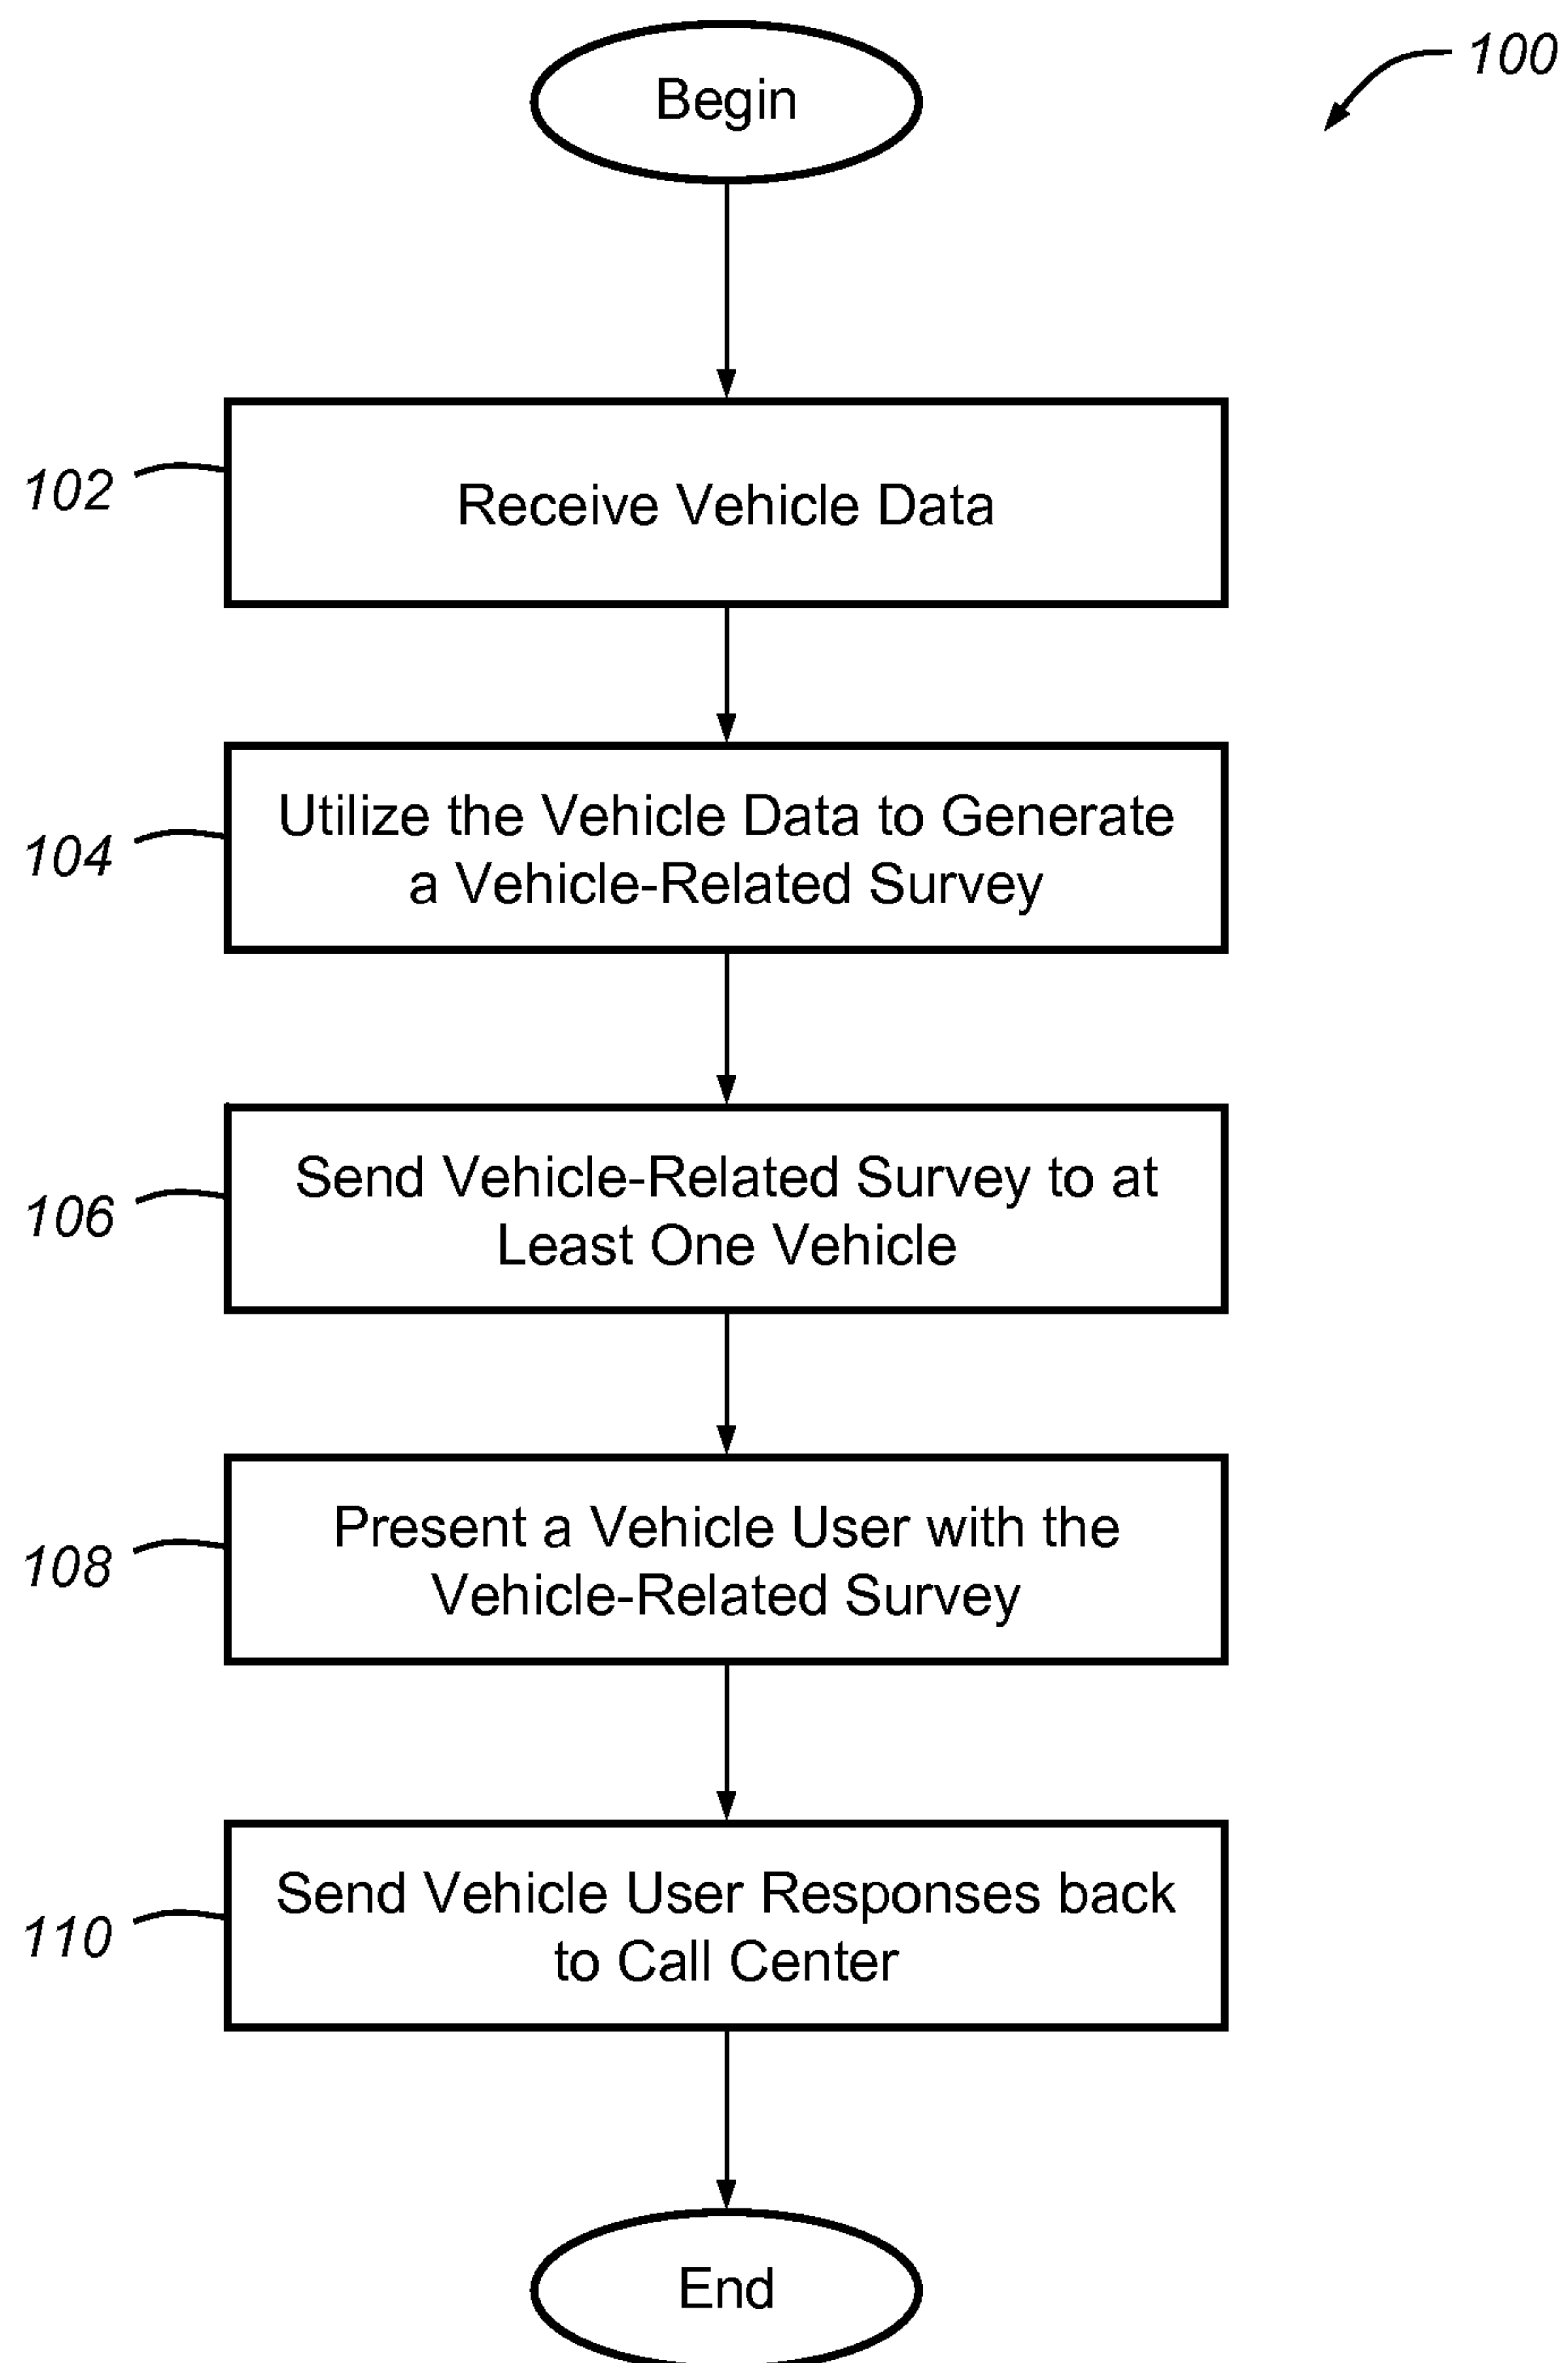 Begin
100
102
Receive Vehicle Data
104
Utilize the Vehicle Data to Generate
a Vehicle-Related Survey
106
Send Vehicle-Related Survey to at
Least One Vehicle
108
Present a Vehicle User with the
Vehicle-Related Survey
110
Send Vehicle User Responses back
to Call Center
End